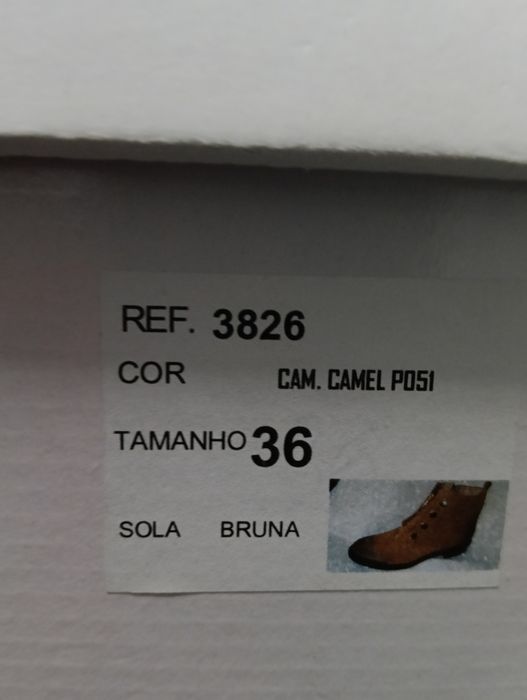 REF. 3826
COR CAM. CAMEL P051
TAMANHO 36
SOLA BRUNA